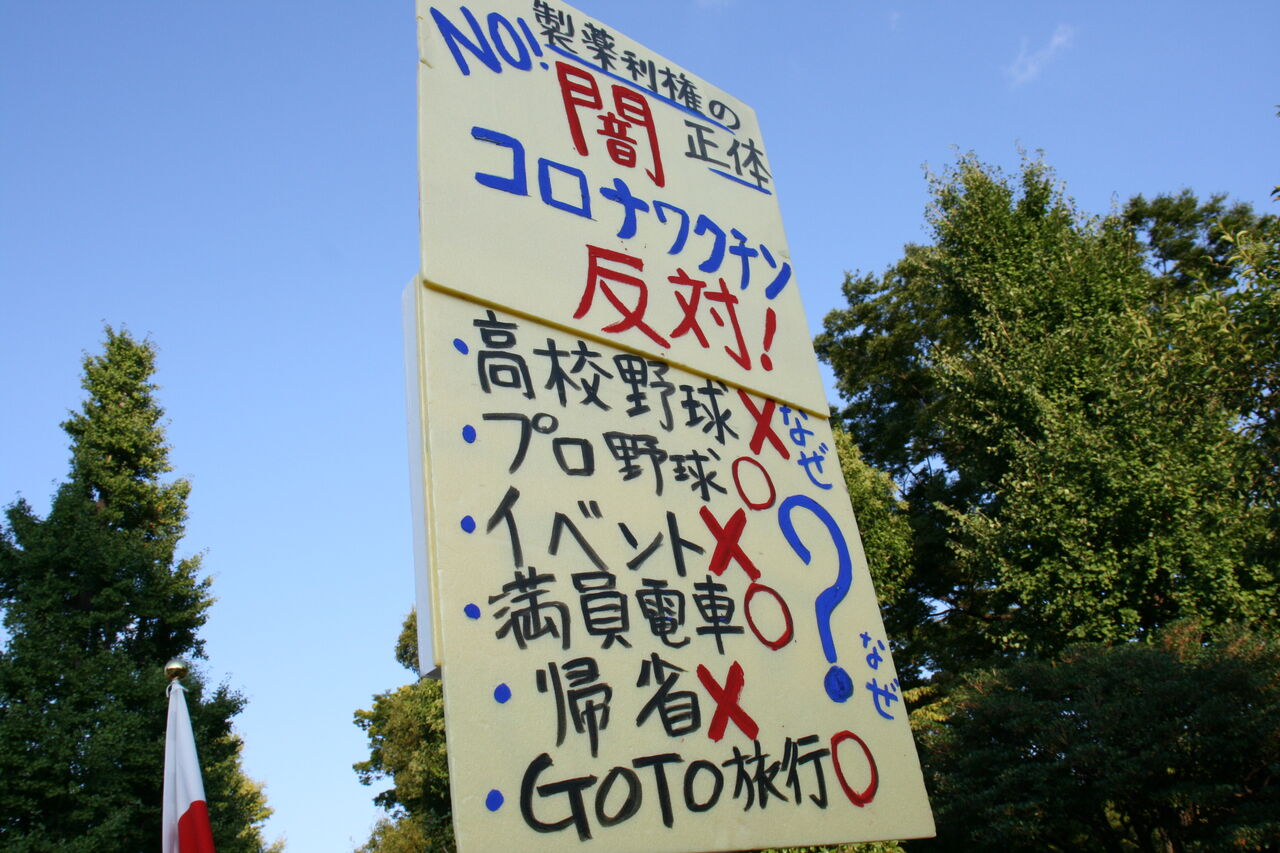 NO! 製薬利権の
闇 正体
コロナワクチン
反対!
・高校野球 X なぜ
・プロ野球 〇
・イベント X ?
・満員電車 〇
・帰省 X なぜ
・GOTO旅行 〇